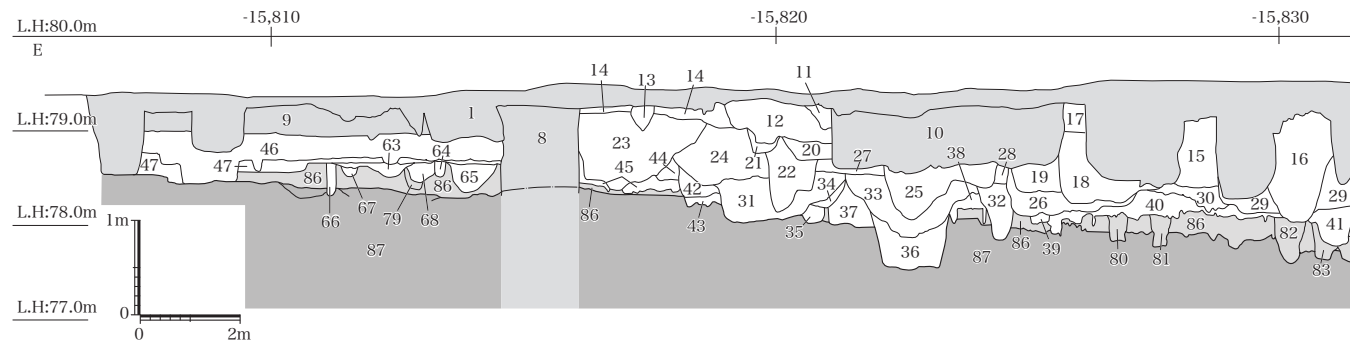 -15,810 -15,820 -15,830
L.H:80.0m
E
14 13 14 11
L.H:79.0m
9 1 8 12 10 17
46 63 64 23 44 24 21 20 27 38 28 15 16
47 47 86 86 65 45 22 25 19 18
66 67 79 68 86 42 43 31 34 33 32 26 40 30 29 29
L.H:78.0m
35 37 86 39 86 82 41
1m
87 36 87 80 81 83
L.H:77.0m
0
0 2m